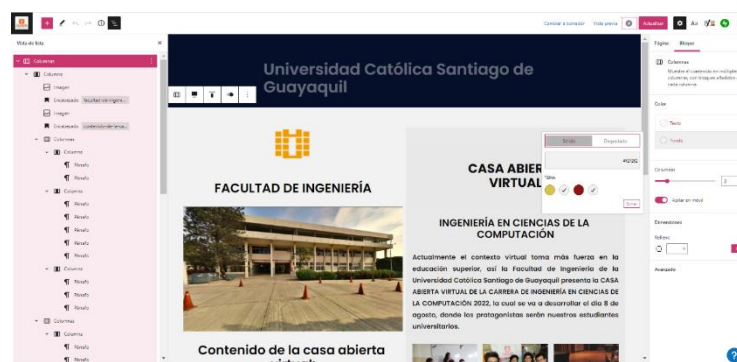 Cambiar a borrador
Vista previa
Actualizar
Vista de lista
Página
Bloque
Columnas
Columna
Imagen
Encabezado
Imagen
Encabezado
Columnas
Columna
Párrafo
Párrafo
Columna
Párrafo
Párrafo
Párrafo
Párrafo
Columna
Párrafo
Párrafo
Párrafo
Columnas
Columna
Párrafo
Párrafo
Universidad Católica Santiago de
Guayaquil
FACULTAD DE INGENIERÍA
Contenido de la casa abierta
CASA ABIER
VIRTUAL
INGENIERÍA EN CIENCIAS DE LA
COMPUTACIÓN
Actualmente el contexto virtual toma más fuerza en la
educación superior, así la Facultad de Ingeniería de la
Universidad Católica Santiago de Guayaquil presenta la CASA
ABIERTA VIRTUAL DE LA CARRERA DE INGENIERÍA EN CIENCIAS DE
LA COMPUTACIÓN 2022, la cual se va a desarrollar el día 8 de
agosto, donde los protagonistas serán nuestros estudiantes
universitarios.
Sólido
Degradado
Columnas
Color
Texto
Fondo
Columnas
2
Apilar en móvil
Dimensiones
Relleno
Avanzado